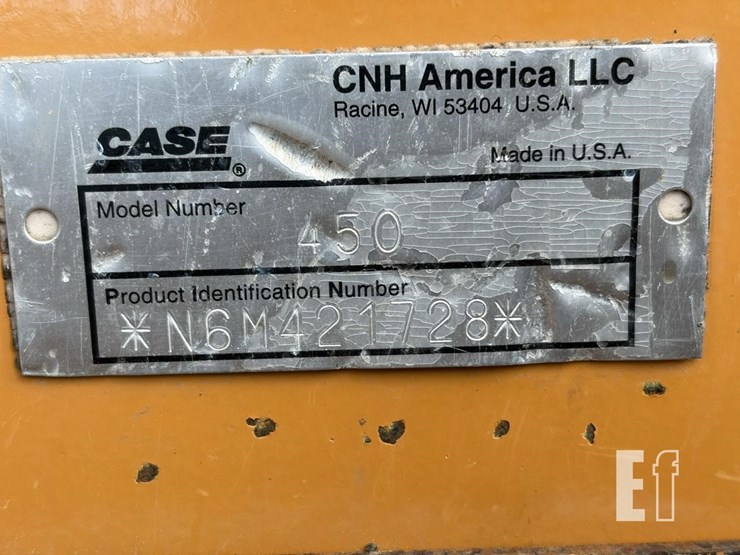 CNH America LLC
Racine, WI 53404 U.S.A.
CASE®
Made in U.S.A.
Model Number
450
Product Identification Number
*N6M421728*
Ef